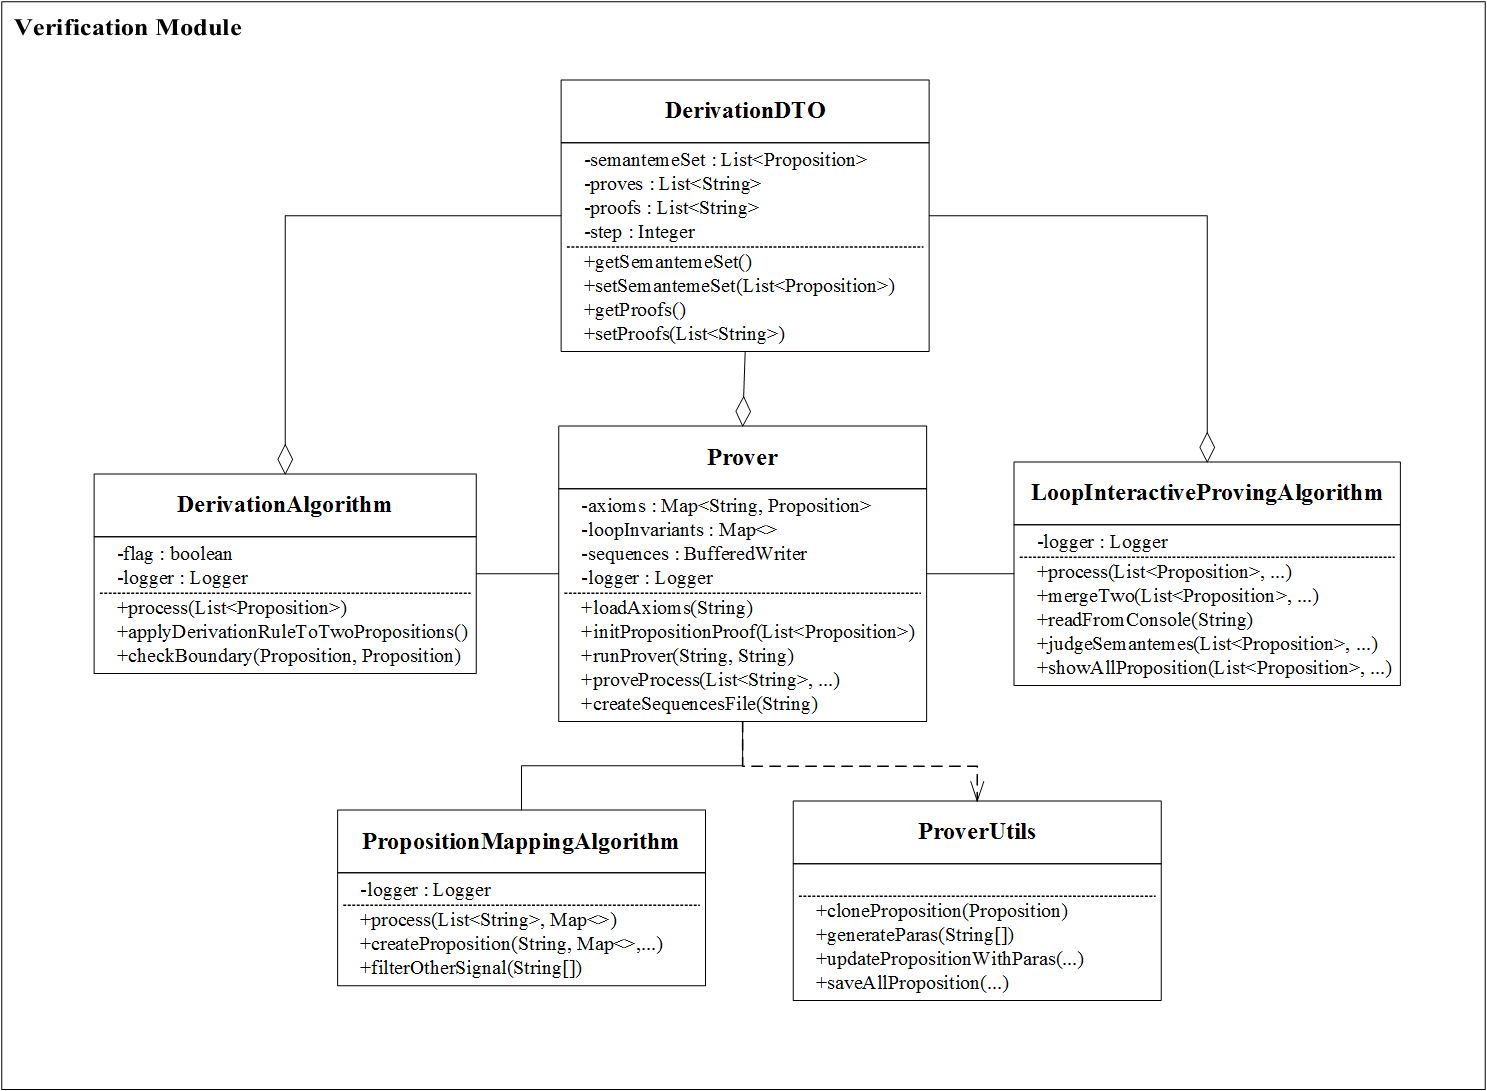 Verification Module
DerivationDTO
-semantemeSet : List<Proposition>
-proves : List<String>
-proofs : List<String>
-step : Integer
+getSemantemeSet()
+setSemantemeSet(List<Proposition>)
+getProofs()
+setProofs(List<String>)
DerivationAlgorithm
-flag : boolean
-logger : Logger
+process(List<Proposition>)
+applyDerivationRuleToTwoPropositions()
+checkBoundary(Proposition, Proposition)
Prover
-axioms : Map<String, Proposition>
-loopInvariants : Map<>
-sequences : BufferedWriter
-logger : Logger
+loadAxioms(String)
+initPropositionProof(List<Proposition>)
+runProver(String, String)
+proveProcess(List<String>, ...)
+createSequencesFile(String)
LoopInteractiveProvingAlgorithm
-logger : Logger
+process(List<Proposition>, ...)
+mergeTwo(List<Proposition>, ...)
+readFromConsole(String)
+judgeSemantemes(List<Proposition>, ...)
+showAllProposition(List<Proposition>, ...)
PropositionMappingAlgorithm
-logger : Logger
+process(List<String>, Map<>)
+createProposition(String, Map<>,...)
+filterOtherSignal(String[])
ProverUtils
+cloneProposition(Proposition)
+generateParas(String[])
+updatePropositionWithParas(...)
+saveAllProposition(...)